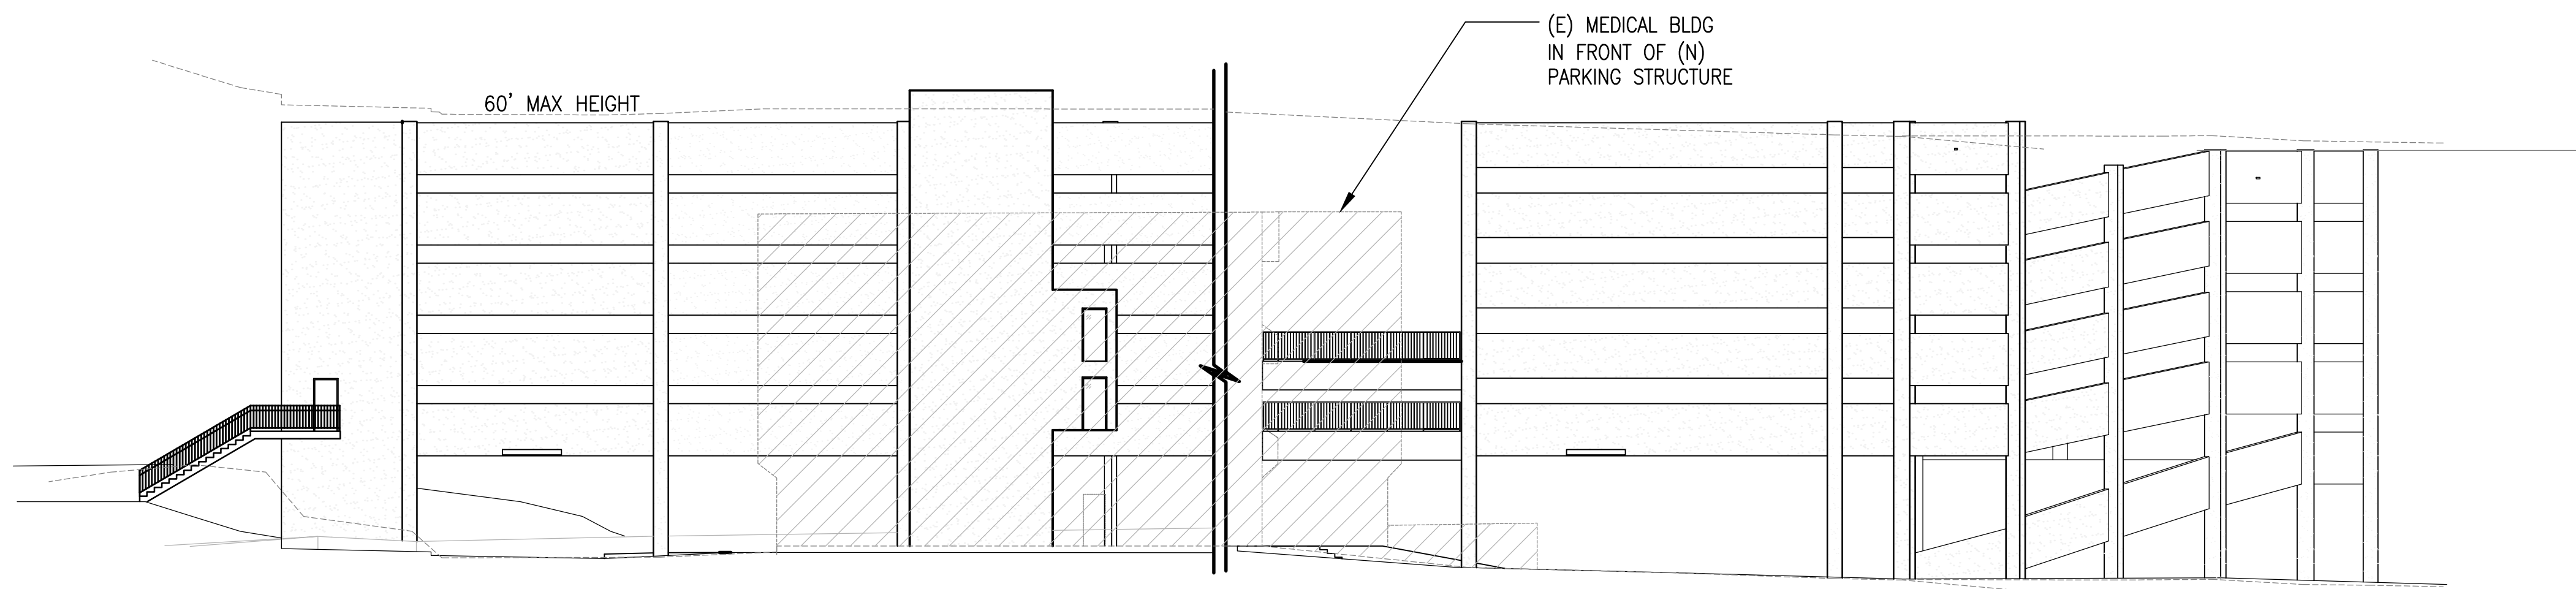 60' MAX HEIGHT
(E) MEDICAL BLDG
IN FRONT OF (N)
PARKING STRUCTURE